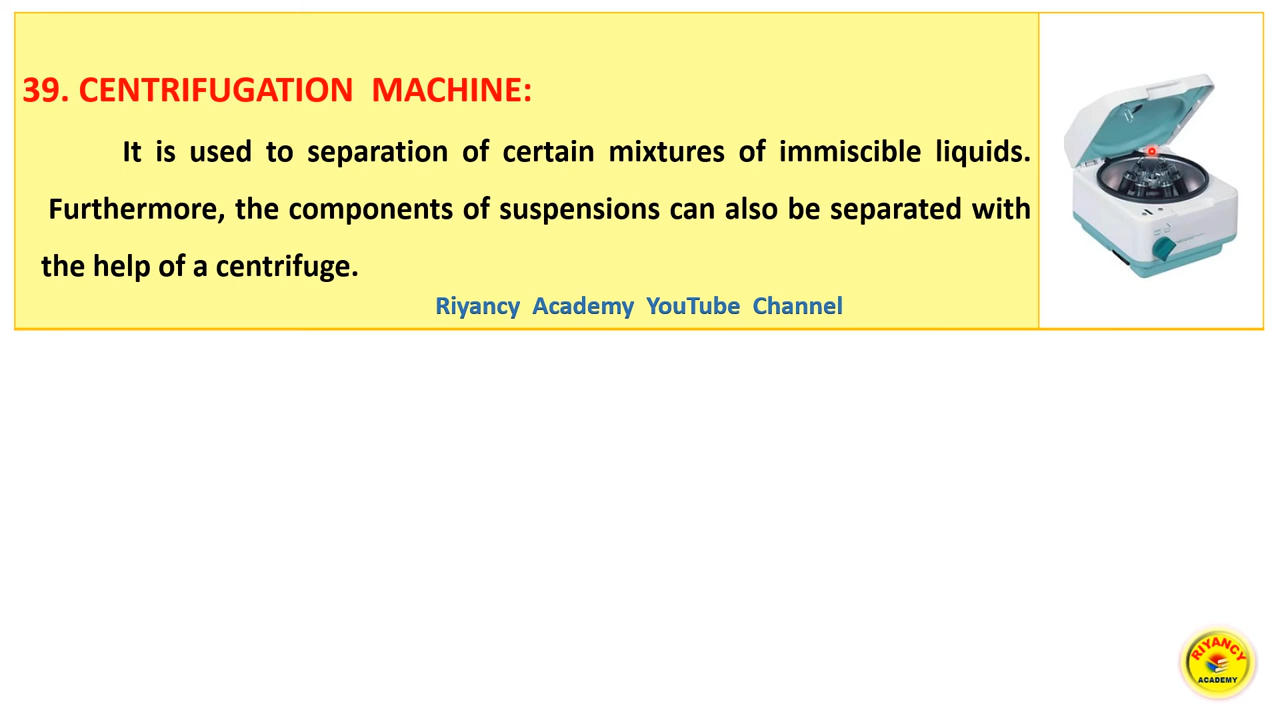 39. CENTRIFUGATION MACHINE:
It is used to separation of certain mixtures of immiscible liquids.
Furthermore, the components of suspensions can also be separated with
the help of a centrifuge.
Riyancy Academy YouTube Channel
RIYANCY
ACADEMY